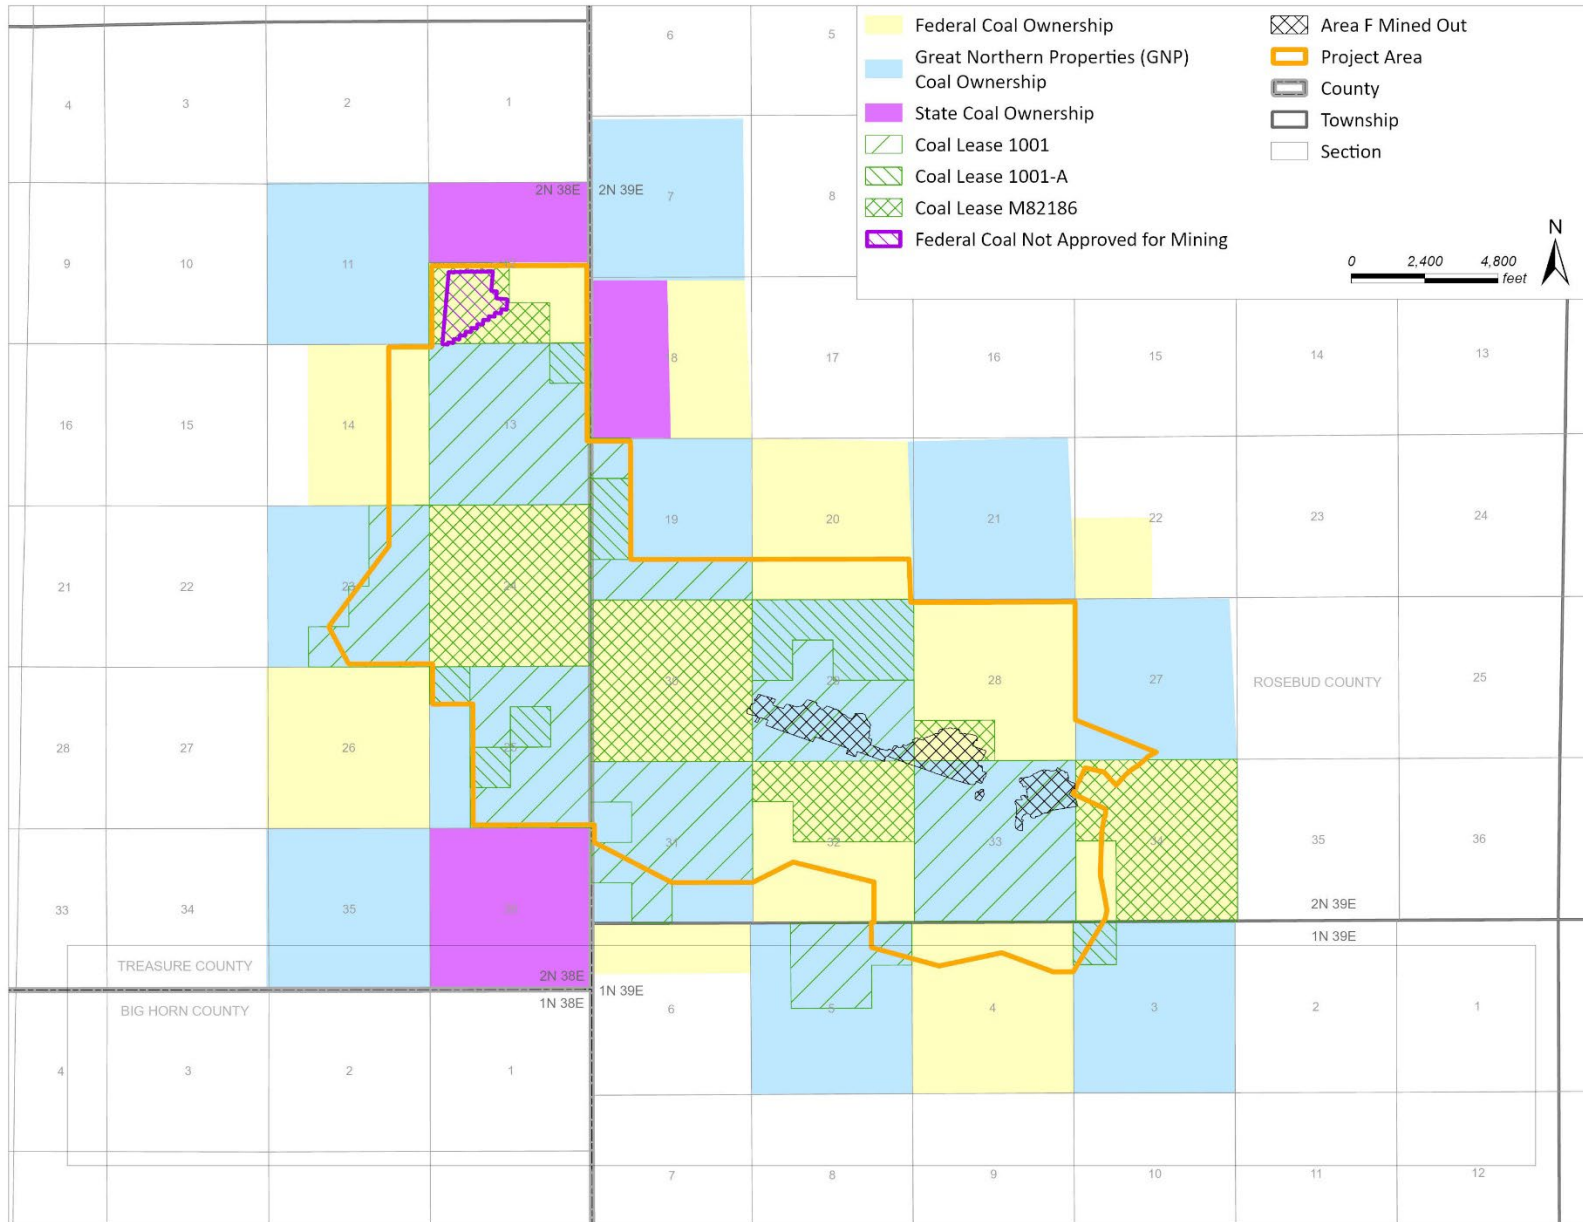 Federal Coal Ownership
Great Northern Properties (GNP)
Coal Ownership
State Coal Ownership
Coal Lease 1001
Coal Lease 1001-A
Coal Lease M82186
Federal Coal Not Approved for Mining
Area F Mined Out
Project Area
County
Township
Section
N
0 2,400 4,800
feet
6 5
4 3 2 1
2N 38E 2N 39E
7 8
9 10 11
18 17 16 15 14 13
16 15 14 13
19 20 21 22 23 24
21 22 23 24
30 29 28 27 ROSEBUD COUNTY 25
28 27 26 25
31 32 33 34 35 36
33 34 35 36
2N 39E
1N 39E
TREASURE COUNTY
2N 38E
1N 38E
1N 39E
BIG HORN COUNTY
6 5 4 3 2 1
4 3 2 1
7 8 9 10 11 12